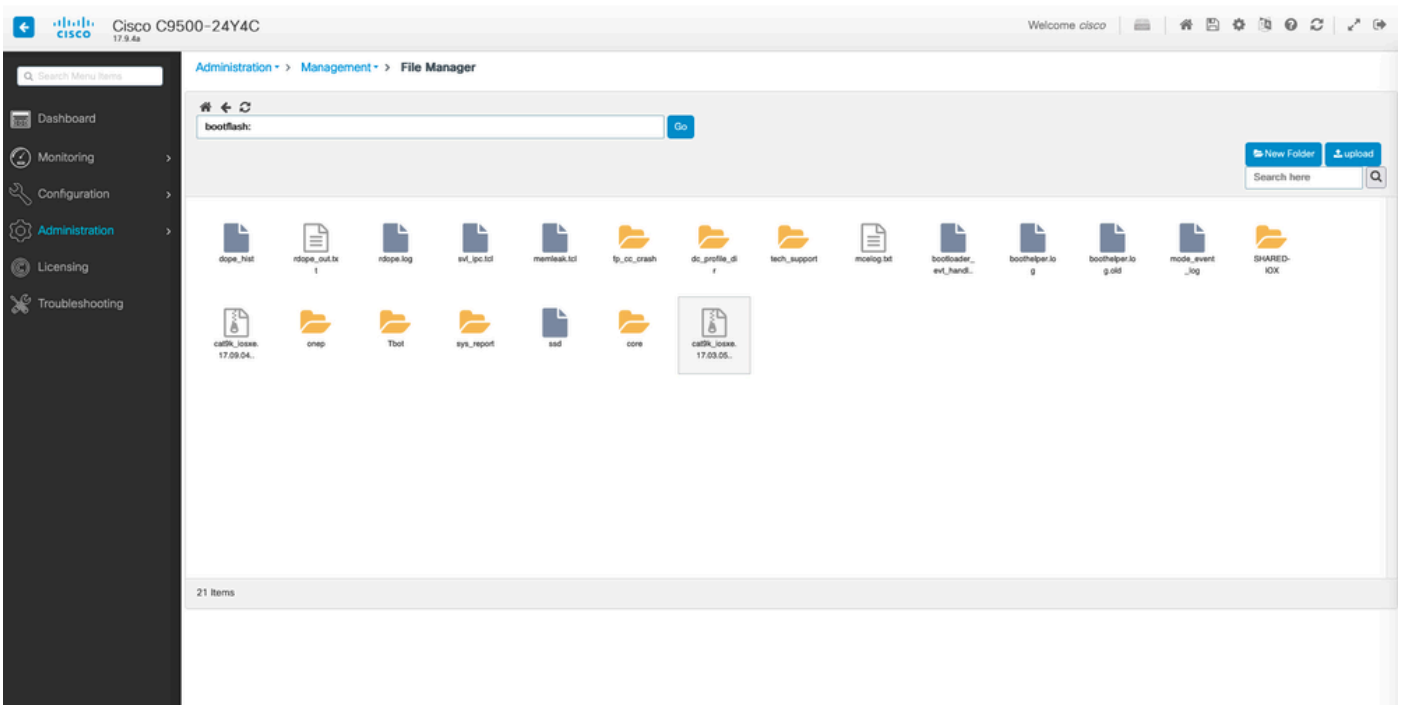 CISCO
Cisco C9500-24Y4C
17.9.4a
Welcome cisco
Search Menu Items
Dashboard
Monitoring
Configuration
Administration
Licensing
Troubleshooting
Administration > Management > File Manager
bootflash:
Go
New Folder
upload
Search here
dope_hist
rdope_out.tx
t
rdope.log
svl_ipc.tcl
memleak.tcl
fp_cc_crash
dc_profile_di
r
tech_support
mcelog.txt
bootloader_
evt_handl..
boothelper.lo
g
boothelper.lo
g.old
mode_event
_log
SHARED-
IOX
cat9k_iosxe.
17.09.04..
onep
Tbot
sys_report
ssd
core
cat9k_iosxe.
17.03.05..
21 Items